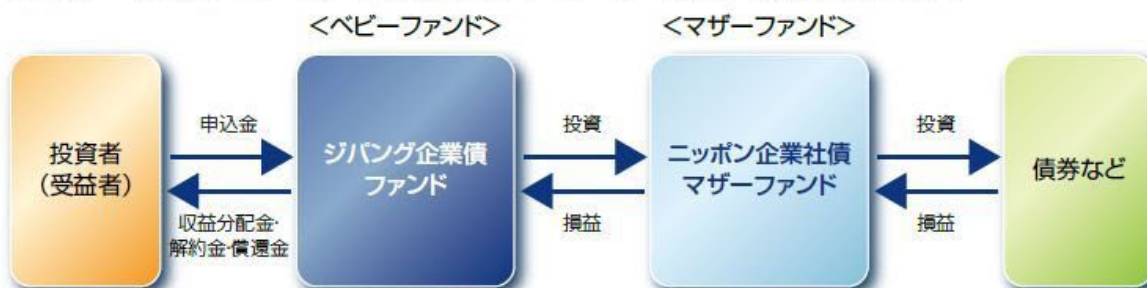 <ベビーファンド>
<マザーファンド>
投資者
(受益者)
申込金
収益分配金・
解約金・償還金
ジパング企業債
ファンド
投資
損益
ニッポン企業社債
マザーファンド
投資
損益
債券など